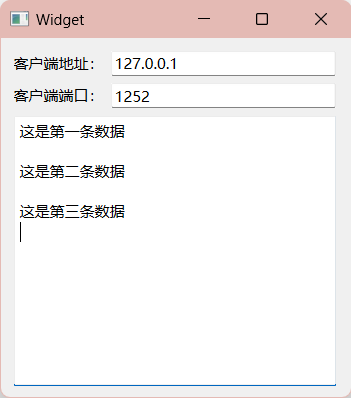 Widget
客户端地址： 127.0.0.1
客户端端口： 1252
这是第一条数据
这是第二条数据
这是第三条数据